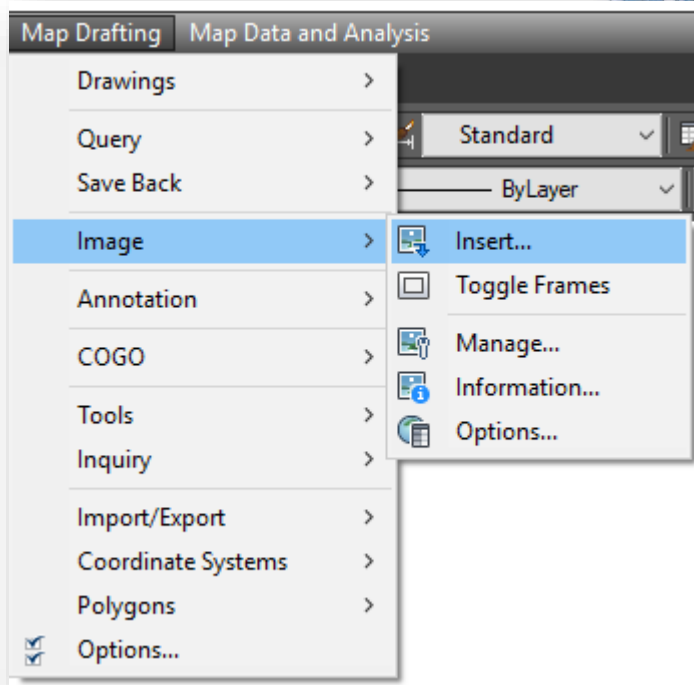 Map Drafting Map Data and Analysis
Drawings
Query
Standard
Save Back
ByLayer
Image
Insert...
Toggle Frames
Annotation
Manage...
COGO
Information...
Tools
Options...
Inquiry
Import/Export
Coordinate Systems
Polygons
Options...